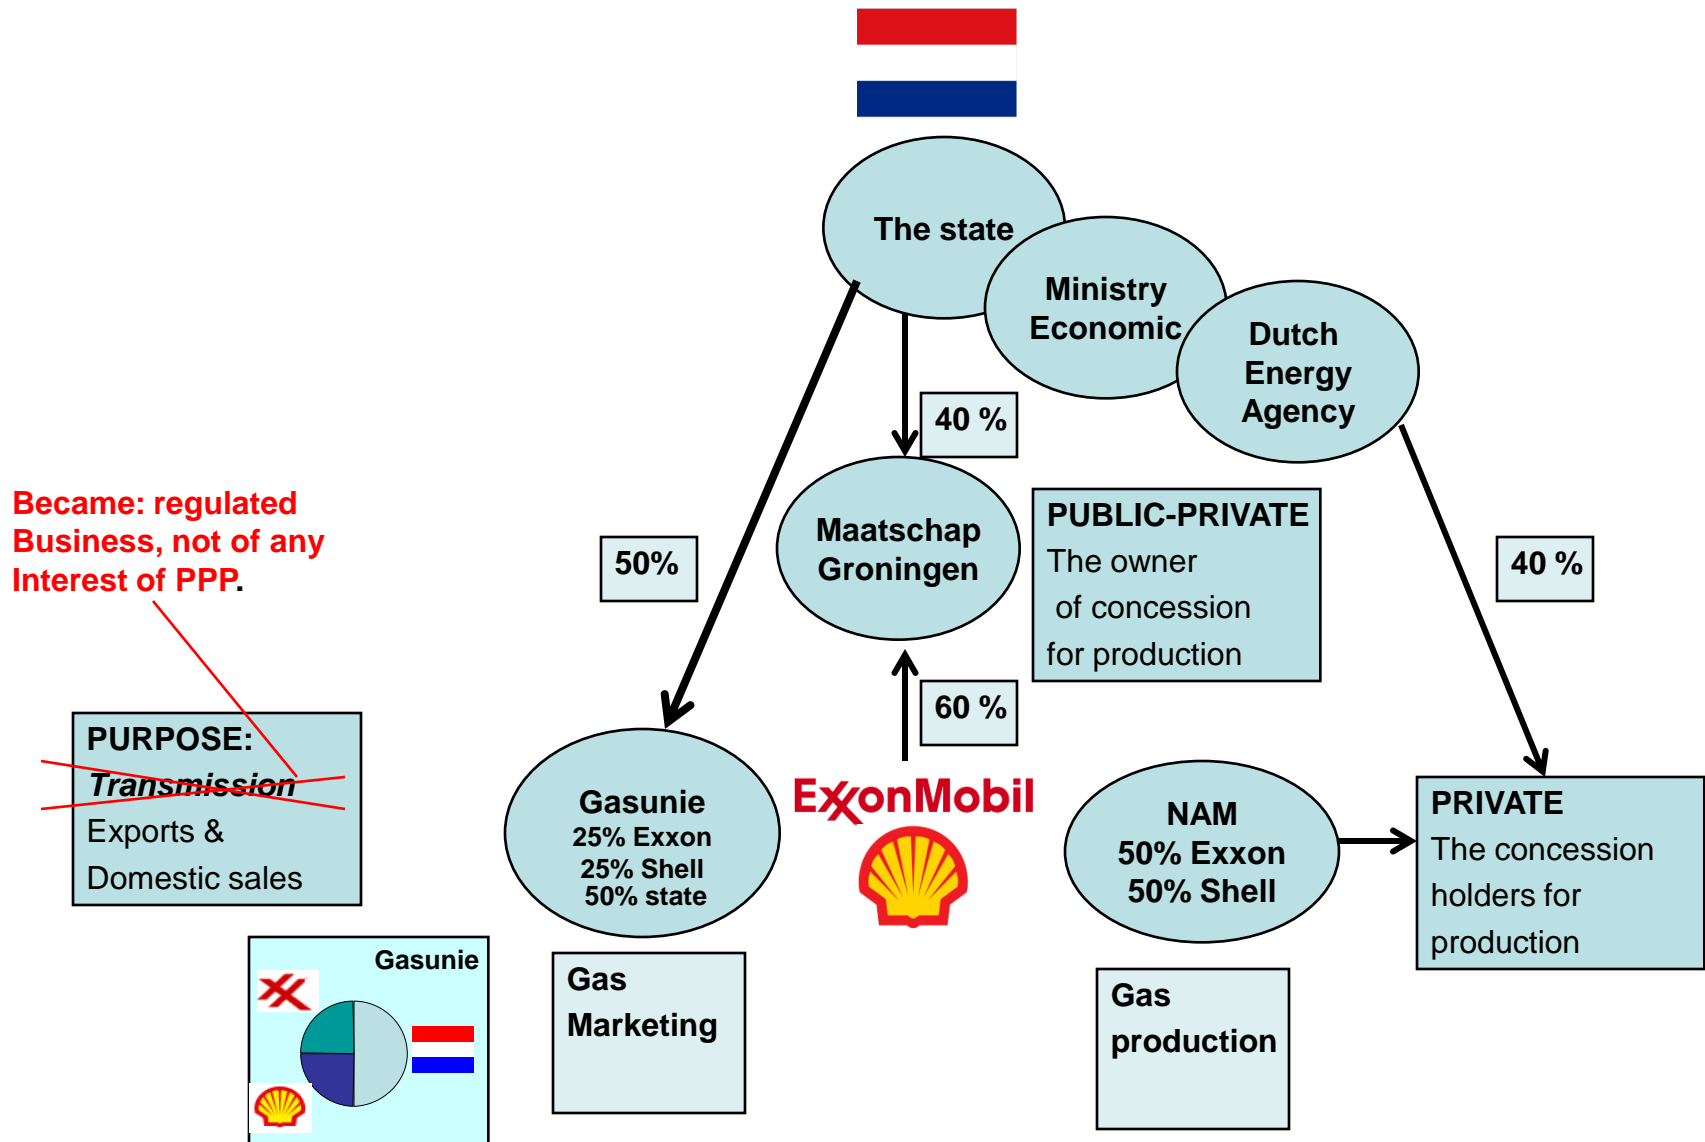 The state
Ministry
Economic
Dutch
Energy
Agency
40 %
Became: regulated
Business, not of any
Interest of PPP.
50%
Maatschap
Groningen
PUBLIC-PRIVATE
The owner
of concession
for production
40 %
60 %
PURPOSE:
Transmission
Exports &
Domestic sales
Gasunie
25% Exxon
25% Shell
50% state
ExxonMobil
NAM
50% Exxon
50% Shell
PRIVATE
The concession
holders for
production
Gasunie
Gas
Marketing
Gas
production